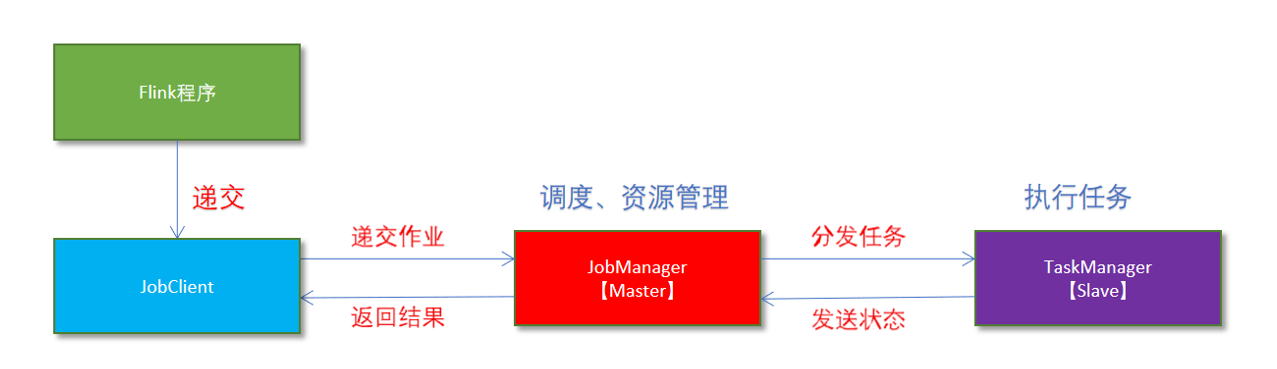 Flink程序
递交
调度、资源管理
执行任务
递交作业
分发任务
JobClient
JobManager
【Master】
TaskManager
【Slave】
返回结果
发送状态